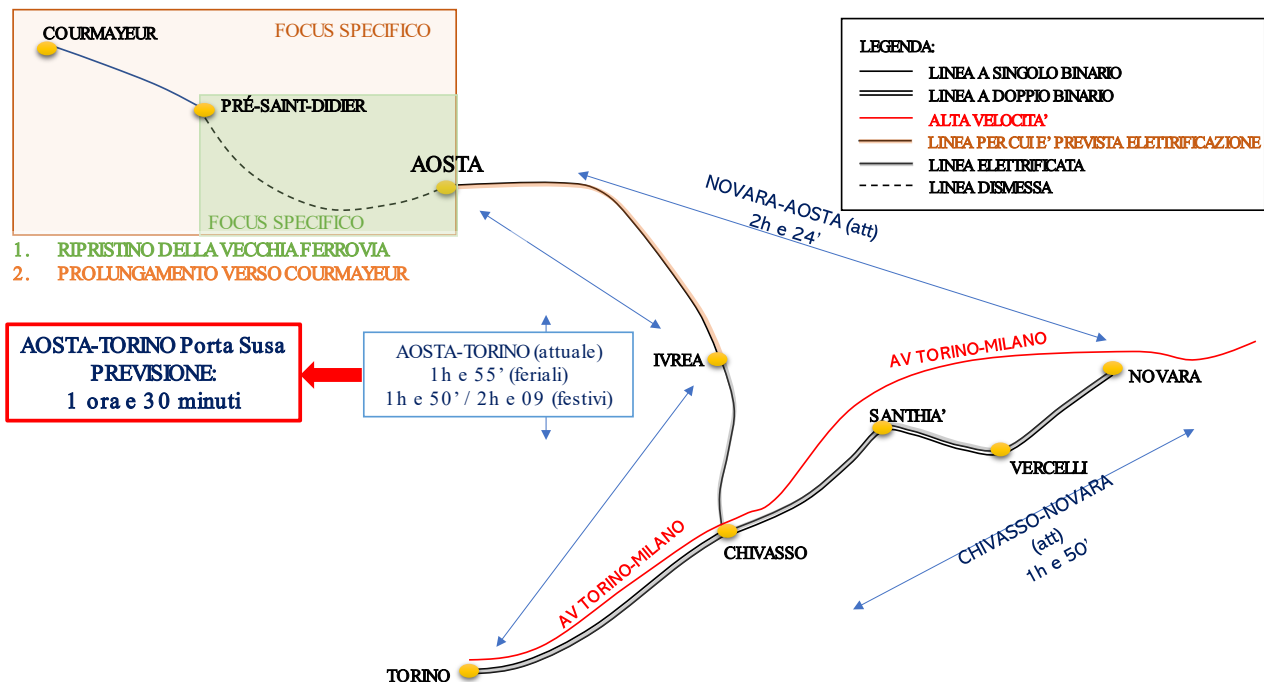 FOCUS SPECIFICO
COURMAYEUR
PRÉ-SAINT-DIDIER
AOSTA
FOCUS SPECIFICO
1. RIPRISTINO DELLA VECCHIA FERROVIA
2. PROLUNGAMENTO VERSO COURMAYEUR
LEGENDA:
LINEA A SINGOLO BINARIO
LINEA A DOPPIO BINARIO
ALTA VELOCITA’
LINEA PER CUI E’ PREVISTA ELETTRIFICAZIONE
LINEA ELETTRIFICATA
LINEA DISMESSA
NOVARA-AOSTA (att)
2h e 24’
AOSTA-TORINO Porta Susa
PREVISIONE:
1 ora e 30 minuti
AOSTA-TORINO (attuale)
1h e 55’ (feriali)
1h e 50’ / 2h e 09 (festivi)
IVREA
AV TORINO-MILANO
NOVARA
SANTHIA’
VERCELLI
CHIVASSO-NOVARA
(att)
1h e 50’
CHIVASSO
AV TORINO-MILANO
TORINO